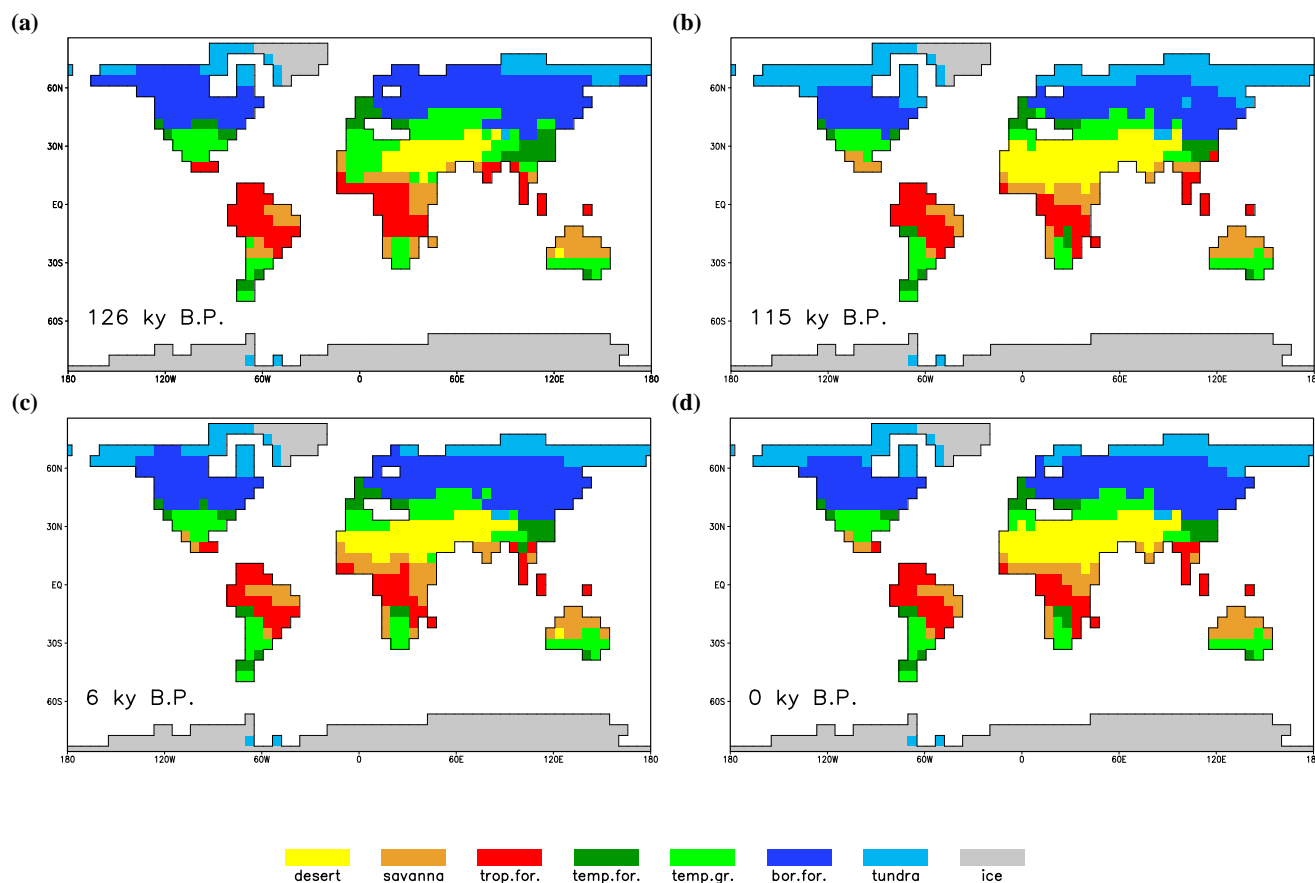 (a) (b)
60N 60N
30N 30N
EQ EQ
30S 30S
60S 60S
126 ky B.P. 115 ky B.P.
180 120W 60W 0 60E 120E 180 180 120W 60W 0 60E 120E 18
(c) (d)
60N 60N
30N 30N
EQ EQ
30S 30S
60S 60S
6 ky B.P. 0 ky B.P.
180 120W 60W 0 60E 120E 180 180 120W 60W 0 60E 120E 18
desert savanna trop.for. temp.for. temp.gr. bor.for. tundra ice